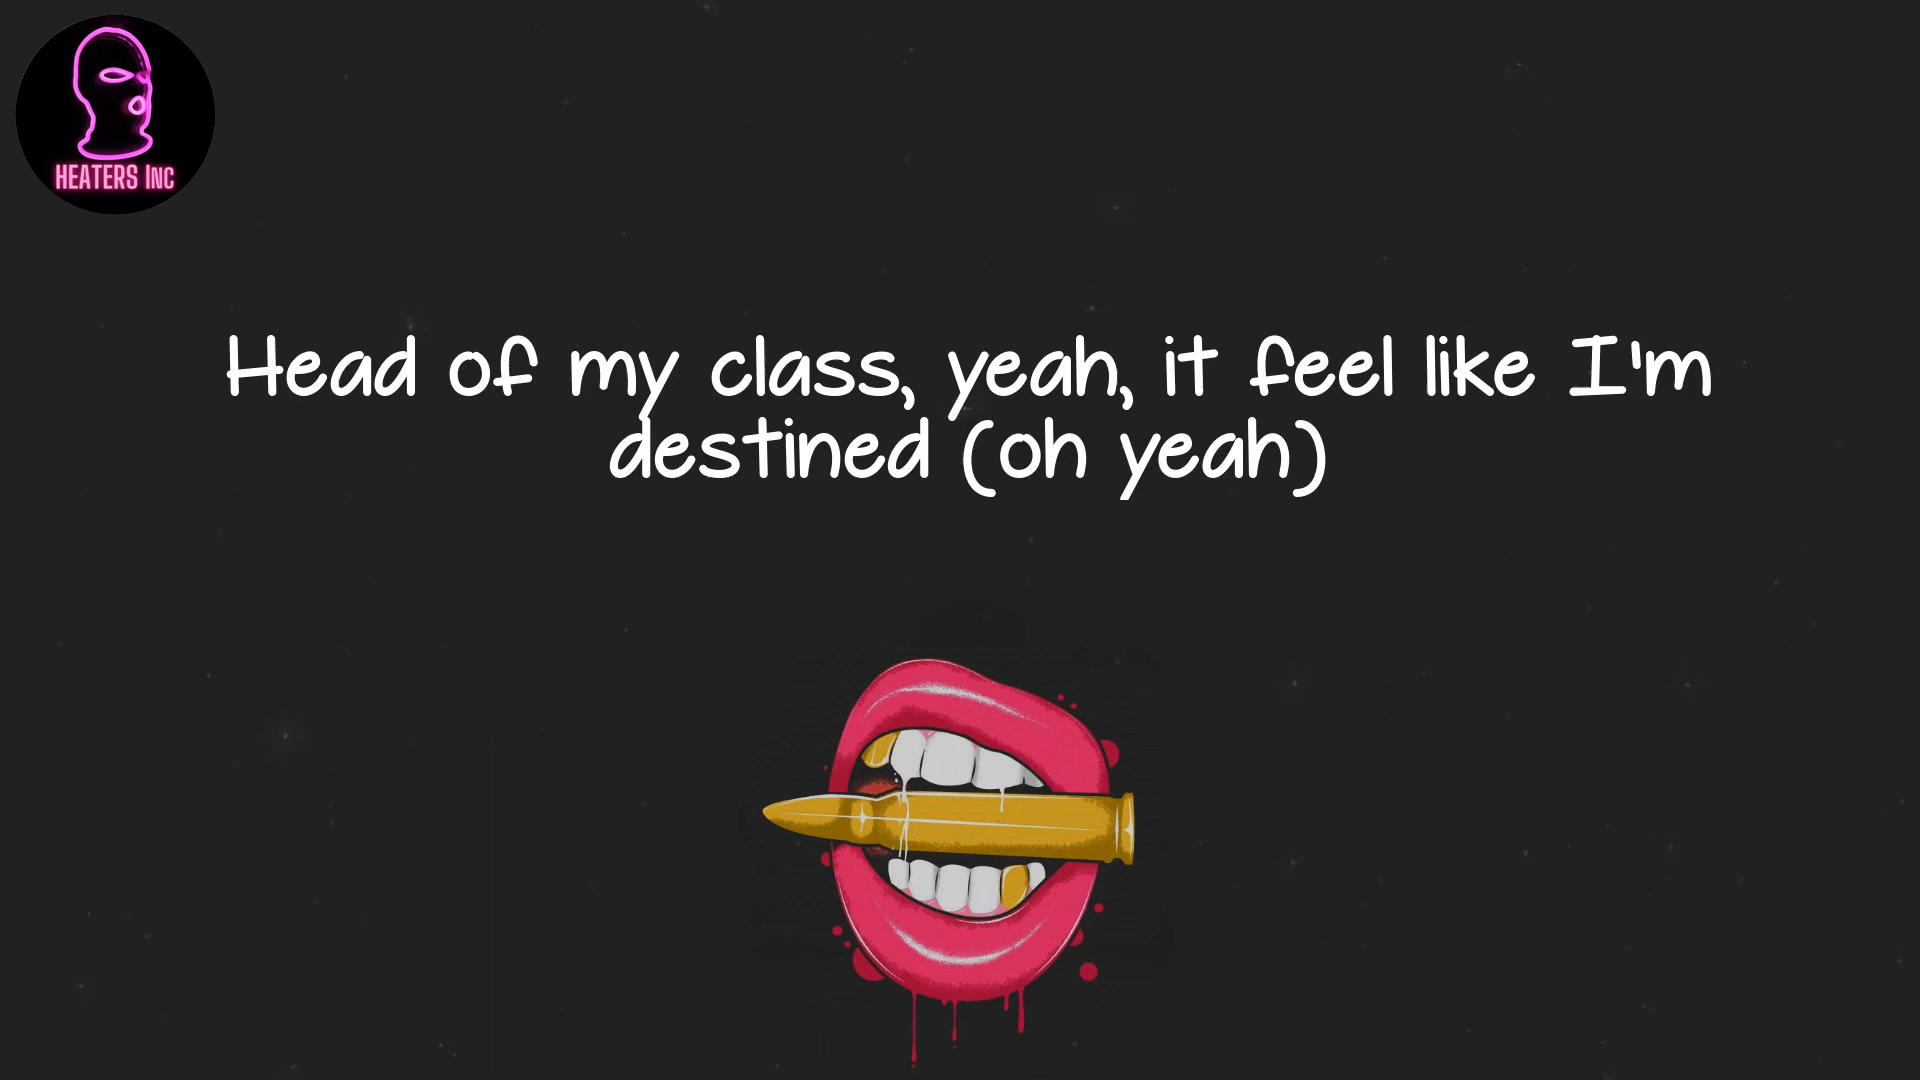 HEATERS INC
Head of my class, yeah, it feel like I'm
destined (oh yeah)